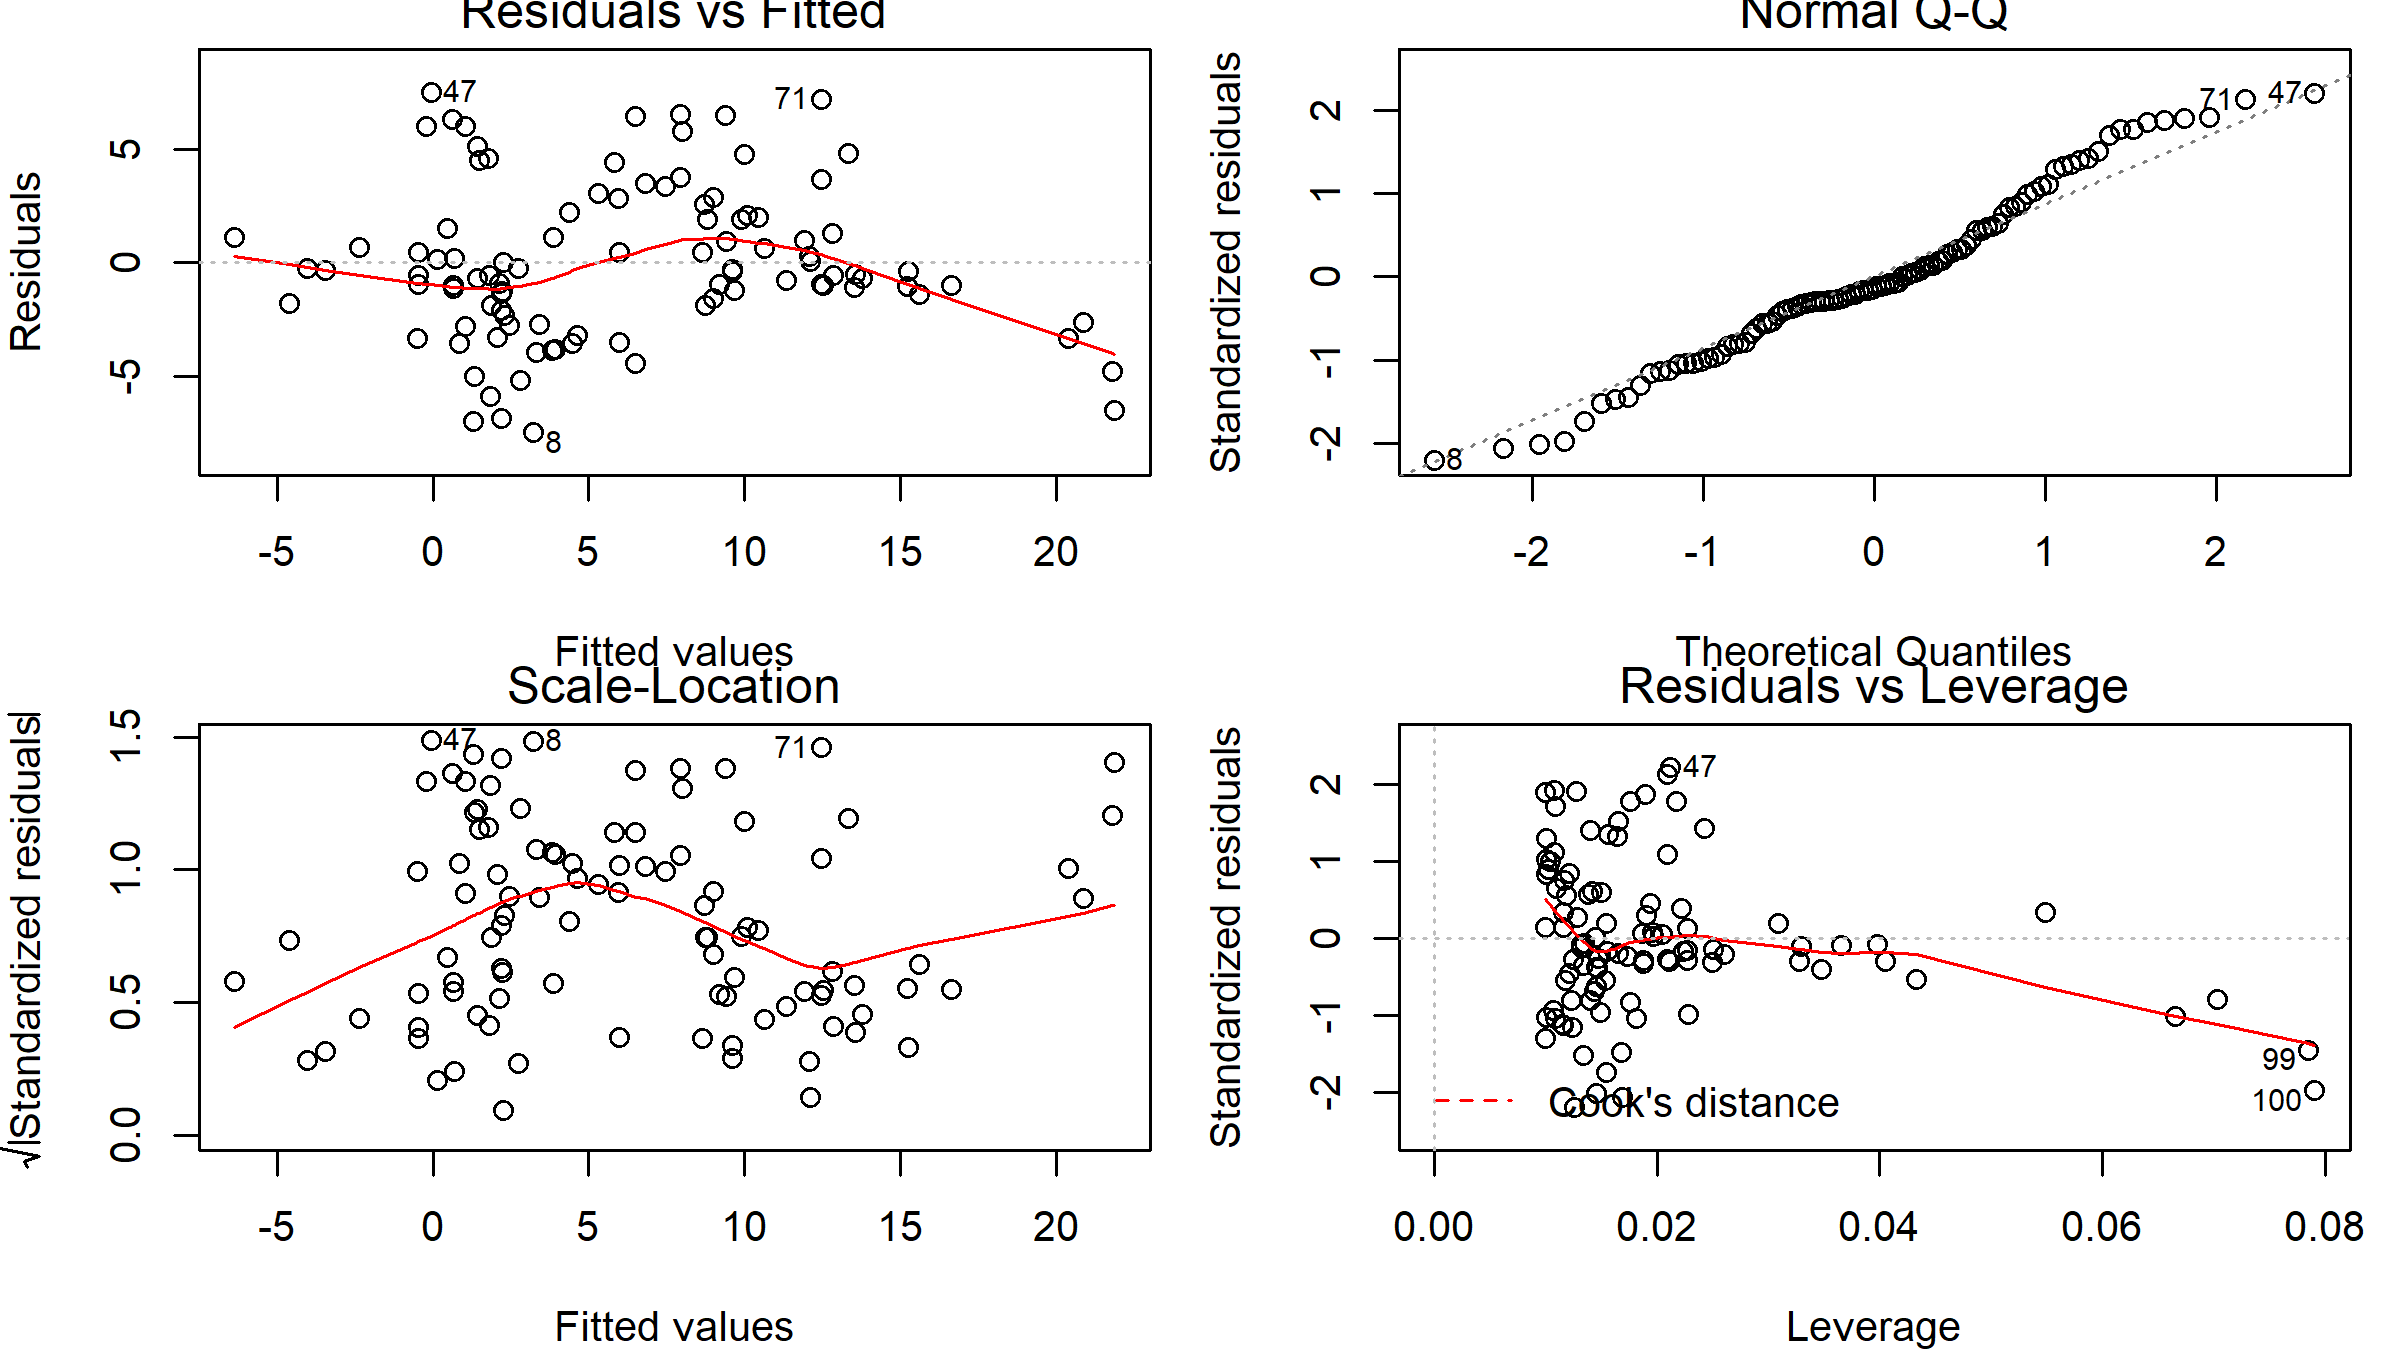 Residuals vs Fitted
Residuals
5
0
-5
47
71
8
-5 0 5 10 15 20
Fitted values
Normal Q-Q
Standardized residuals
2
1
0
-1
-2
71
47
8
-2 -1 0 1 2
Theoretical Quantiles
Scale-Location
√|Standardized residuals|
1.5
1.0
0.5
0.0
47
8
71
-5 0 5 10 15 20
Fitted values
Residuals vs Leverage
Standardized residuals
2
1
0
-1
-2
47
99
100
Cook's distance
0.00 0.02 0.04 0.06 0.08
Leverage